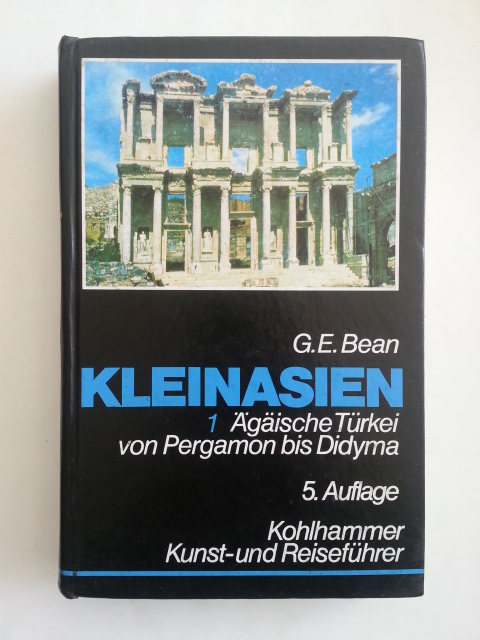 G.E. Bean
KLEINASIEN
1 Ägäische Türkei
von Pergamon bis Didyma
5. Auflage
Kohlhammer
Kunst-und Reiseführer